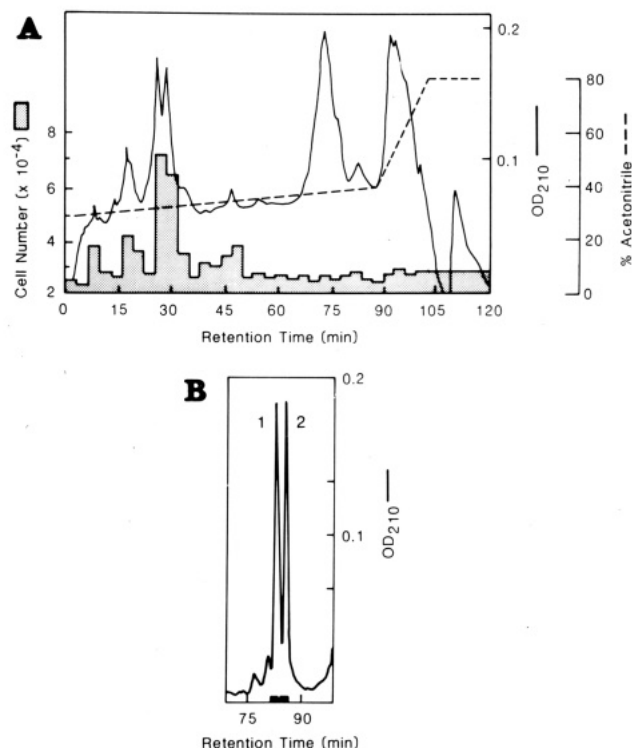 A
Cell Number (x 10⁻⁴)
8
6
4
2
0 15 30 45 60 75 90 105 120
Retention Time (min)
0.2
0.1
OD210
80
60
40
20
0
% Acetonitrile
B
1 2
0.2
0.1
OD210
75 90
Retention Time (min)